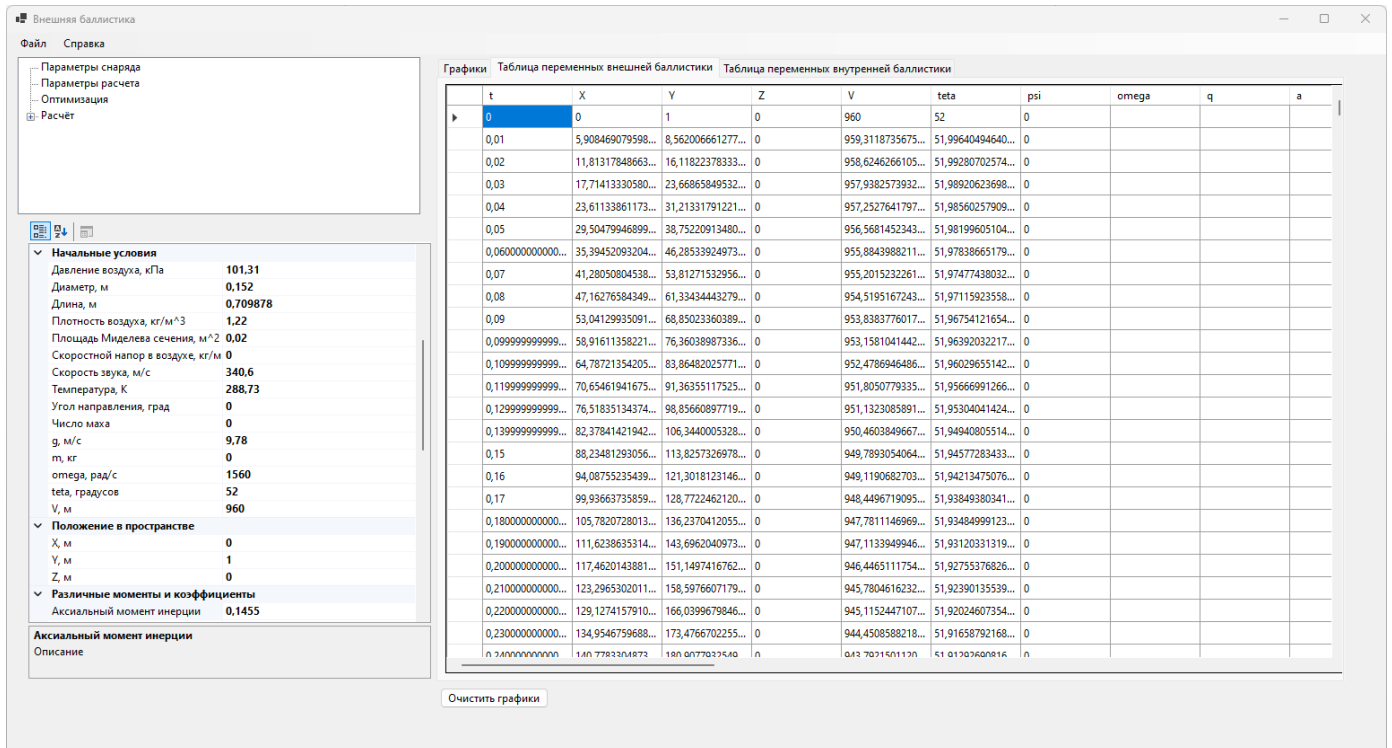 Внешняя баллистика
Файл Справка
Параметры снаряда
Параметры расчета
Оптимизация
Расчёт
Начальные условия
Давление воздуха, кПа 101,31
Диаметр, м 0,152
Длина, м 0,709878
Плотность воздуха, кг/м^3 1,22
Площадь Миделева сечения, м^2 0,02
Скоростной напор в воздухе, кг/м 0
Скорость звука, м/с 340,6
Температура, К 288,73
Угол направления, град 0
Число маха 0
g, м/с 9,78
m, кг 0
omega, рад/с 1560
teta, градусов 52
V, м 960
Положение в пространстве
X, м 0
Y, м 1
Z, м 0
Различные моменты и коэффициенты
Аксиальный момент инерции 0,1455
Аксиальный момент инерции
Описание
Графики Таблица переменных внешней баллистики Таблица переменных внутренней баллистики
t X Y Z V teta psi omega q a
0 0 1 0 960 52 0
0,01 5,908469079598... 8,562006661277... 0 959,3118735675... 51,99640494640... 0
0,02 11,81317848663... 16,11822378333... 0 958,6246266105... 51,99280702574... 0
0,03 17,71413330580... 23,66865849532... 0 957,9382573932... 51,98920623698... 0
0,04 23,61133861173... 31,21331791221... 0 957,2527641797... 51,98560257909... 0
0,05 29,50479946899... 38,75220913480... 0 956,5681452343... 51,98199605104... 0
0,060000000000... 35,39452093204... 46,28533924973... 0 955,8843988211... 51,97838665179... 0
0,07 41,28050804538... 53,81271532956... 0 955,2015232261... 51,97477438032... 0
0,08 47,16276584349... 61,33434443279... 0 954,5195167243... 51,97115923558... 0
0,09 53,04129935091... 68,85023360389... 0 953,8383776017... 51,96754121654... 0
0,099999999999... 58,91611358221... 76,36038987336... 0 953,1581041442... 51,96392032217... 0
0,109999999999... 64,78721354205... 83,86482025771... 0 952,4786946486... 51,96029655142... 0
0,119999999999... 70,65461941675... 91,36355117525... 0 951,8050779335... 51,95666991266... 0
0,129999999999... 76,51835134374... 98,85660897719... 0 951,1323085891... 51,95304041424... 0
0,139999999999... 82,37841421942... 106,3440005328... 0 950,4603849667... 51,94940805514... 0
0,15 88,23481293056... 113,8257326978... 0 949,7893054064... 51,94577283433... 0
0,16 94,08755235439... 121,3018123146... 0 949,1190682703... 51,94213475076... 0
0,17 99,93663735859... 128,7722462120... 0 948,4496719095... 51,93849380341... 0
0,180000000000... 105,7820728013... 136,2370412055... 0 947,7811146969... 51,93484999123... 0
0,190000000000... 111,6238635314... 143,6962040973... 0 947,1133949946... 51,93120331319... 0
0,200000000000... 117,4620143881... 151,1497416762... 0 946,4465111754... 51,92755376826... 0
0,210000000000... 123,2965302011... 158,5976607179... 0 945,7804616232... 51,92390135539... 0
0,220000000000... 129,1274157910... 166,0399679846... 0 945,1152447107... 51,92024607354... 0
0,230000000000... 134,9546759688... 173,4766702255... 0 944,4508588218... 51,91658792168... 0
0,240000000000... 140,7783304873... 180,9077932549... 0 943,7921501120... 51,91292690816... 0
Очистить графики